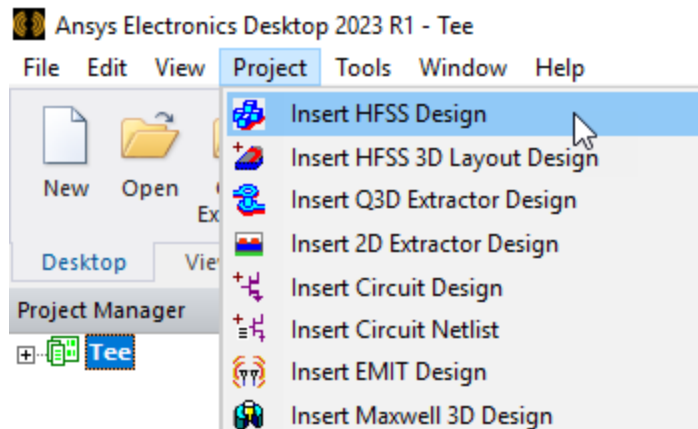 Ansys Electronics Desktop 2023 R1 - Tee
File Edit View Project Tools Window Help
Insert HFSS Design
Insert HFSS 3D Layout Design
New Open
Insert Q3D Extractor Design
Ex
Insert 2D Extractor Design
Desktop Vie
Insert Circuit Design
Project Manager
Insert Circuit Netlist
Tee
Insert EMIT Design
Insert Maxwell 3D Design